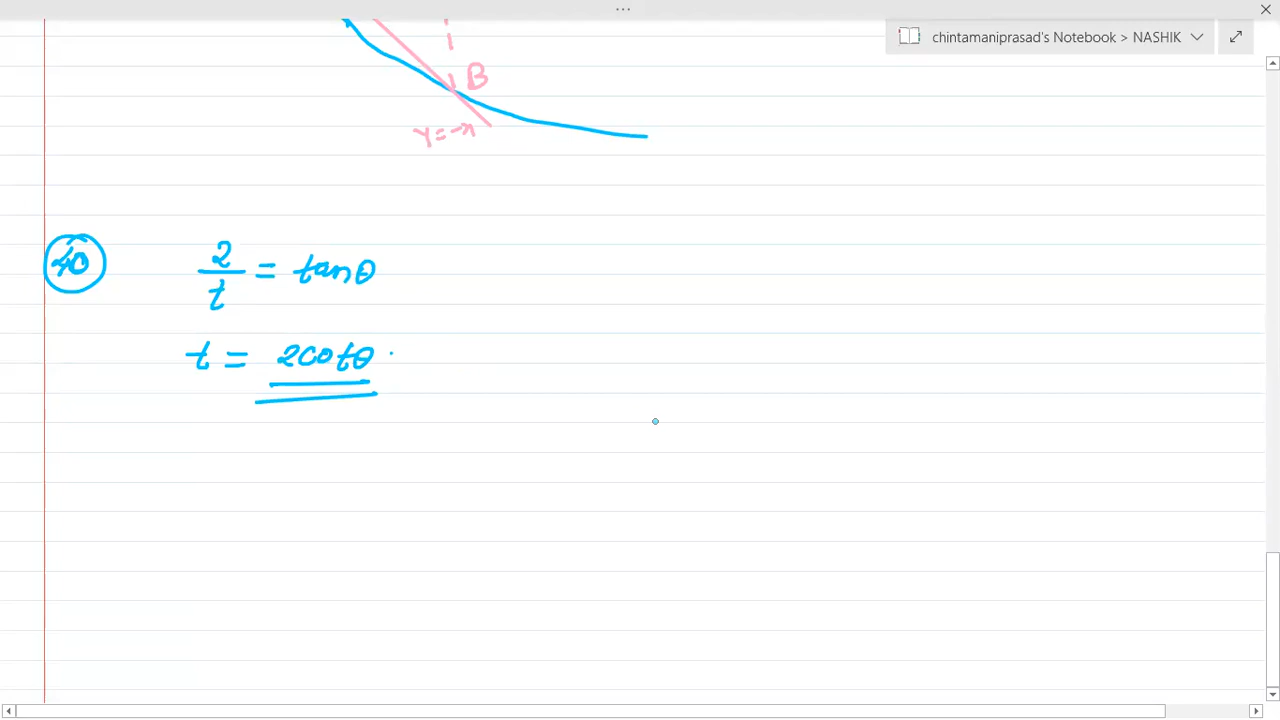 ...
chintamaniprasad's Notebook > NASHIK
B
Y=-x
40
2/t = tanθ
t = 2cotθ.